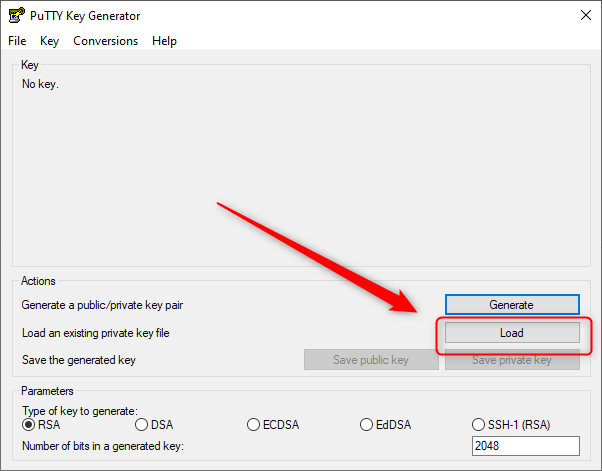 PuTTY Key Generator
File Key Conversions Help
Key
No key.
Actions
Generate a public/private key pair
Generate
Load an existing private key file
Load
Save the generated key
Save public key
Save private key
Parameters
Type of key to generate:
RSA DSA ECDSA EdDSA SSH-1 (RSA)
Number of bits in a generated key:
2048